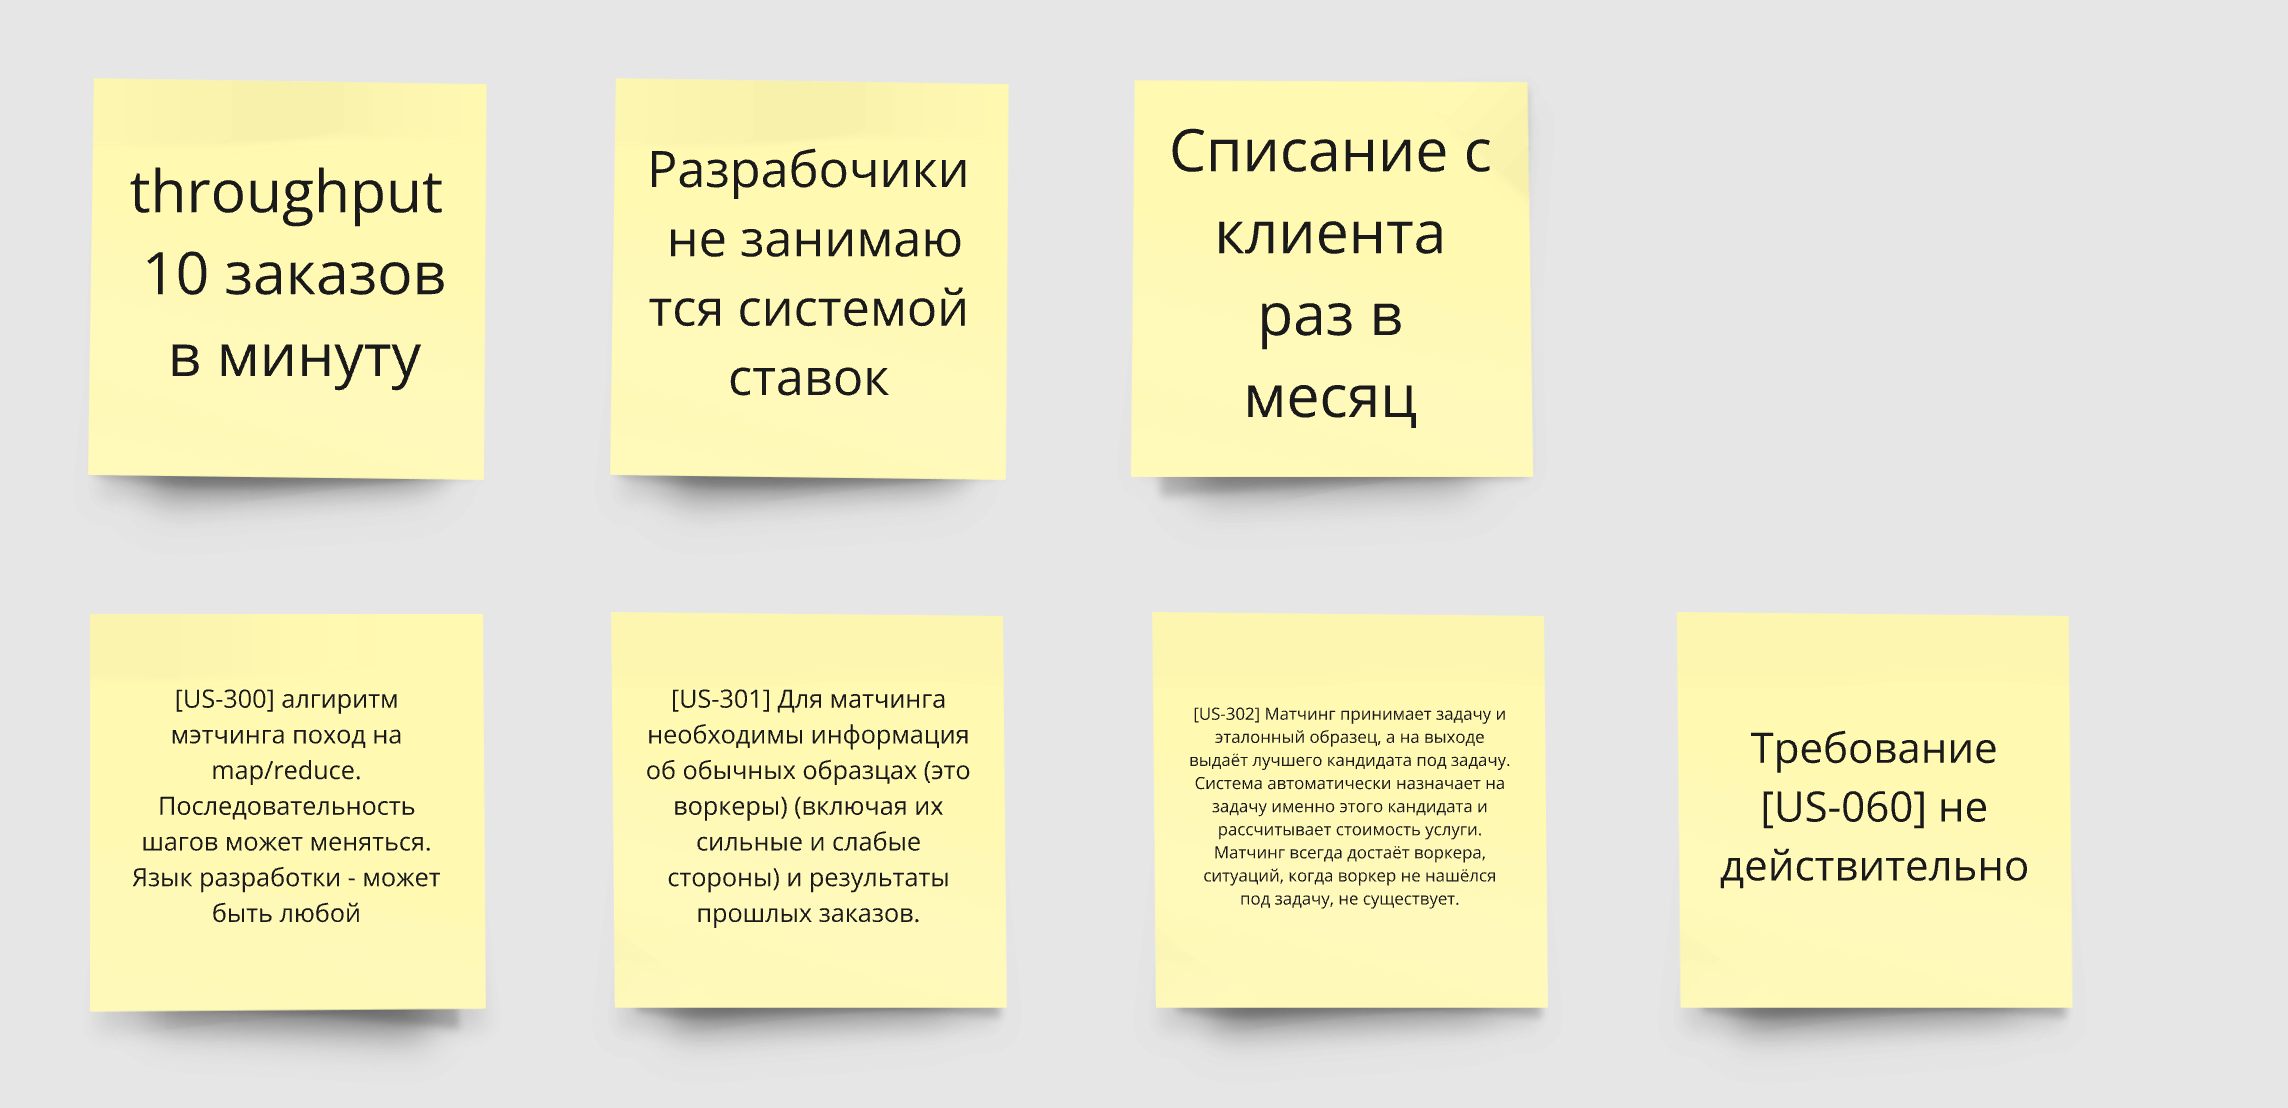 throughput
10 заказов
в минуту
Разрабочики
не занимаю
тся системой
ставок
Списание с
клиента
раз в
месяц
[US-300] алгиритм
мэтчинга поход на
map/reduce.
Последовательность
шагов может меняться.
Язык разработки - может
быть любой
[US-301] Для матчинга
необходимы информация
об обычных образцах (это
воркеры) (включая их
сильные и слабые
стороны) и результаты
прошлых заказов.
[US-302] Матчинг принимает задачу и
эталонный образец, а на выходе
выдаёт лучшего кандидата под задачу.
Система автоматически назначает на
задачу именно этого кандидата и
рассчитывает стоимость услуги.
Матчинг всегда достаёт воркера,
ситуаций, когда воркер не нашёлся
под задачу, не существует.
Требование
[US-060] не
действительно